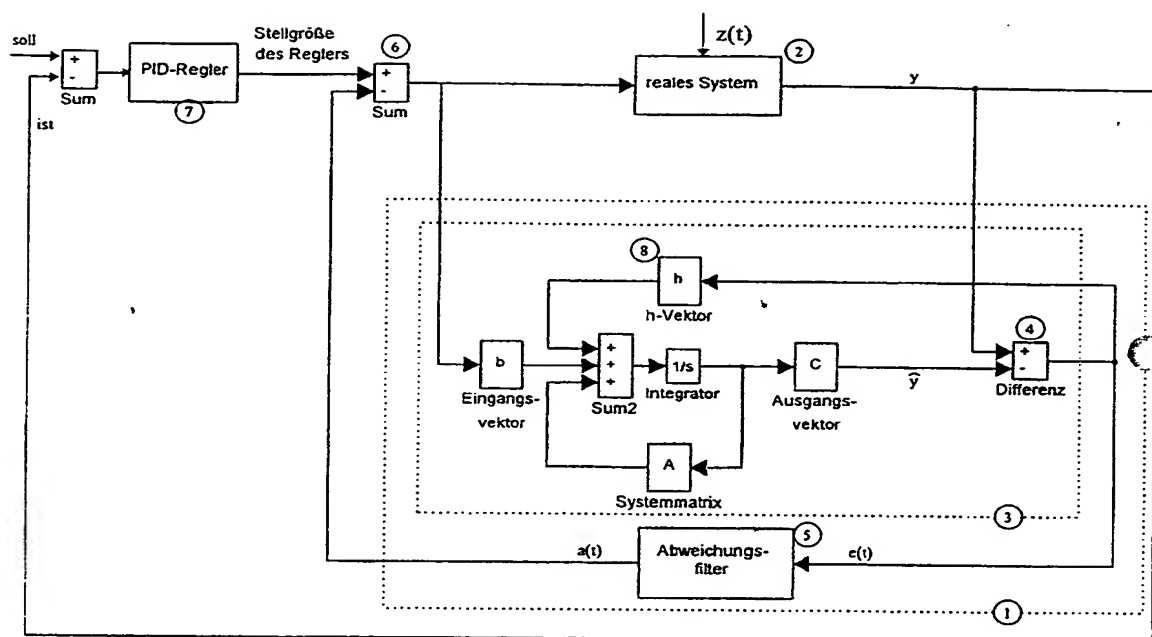 soll
+
-
Sum
ist
PID-Regler
7
Stellgröße
des Reglers
6
+
-
Sum
z(t)
2
reales System
y
8
h
h-Vektor
b
Eingangs-
vektor
+
+
+
Sum2
1/s
Integrator
C
Ausgangs-
vektor
ŷ
4
+
-
Differenz
A
Systemmatrix
3
a(t)
Abweichungs-
filter
5
e(t)
1